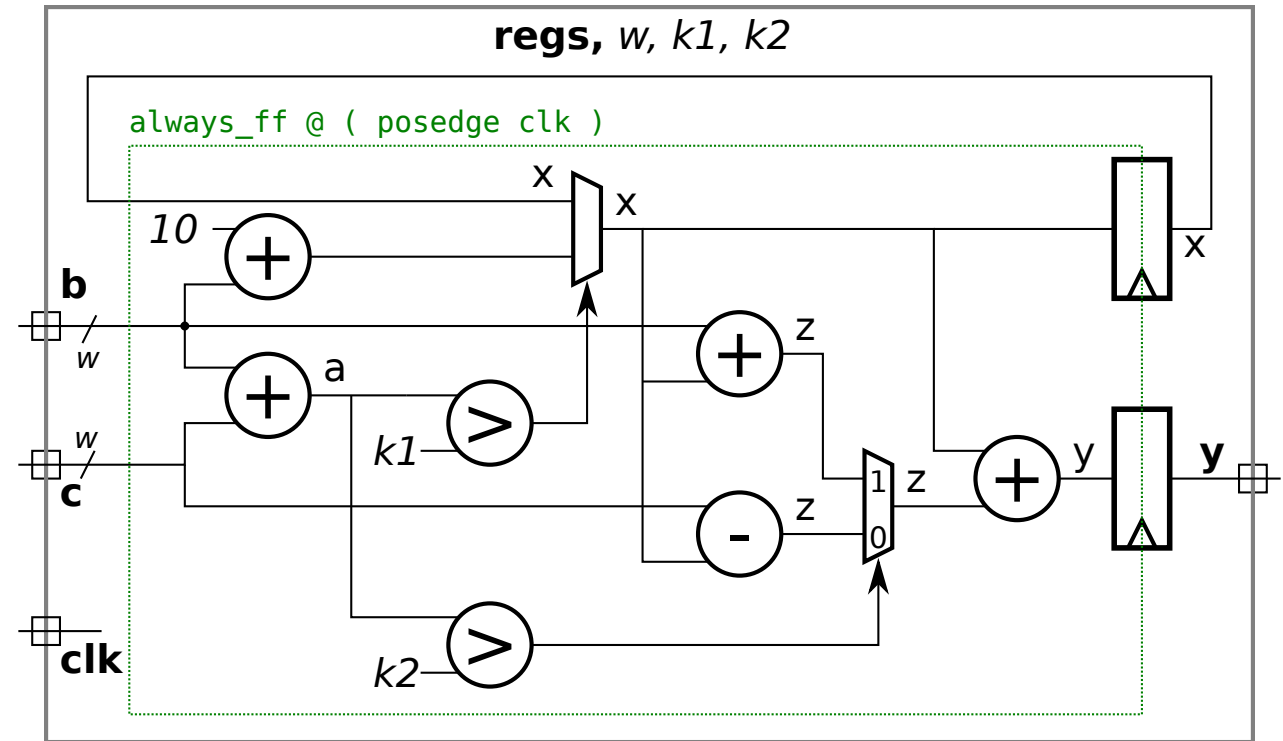 regs, w, k1, k2
always_ff @ ( posedge clk )
x
x
10
+
x
b
w
+
z
+
a
>
k1
w
c
y
y
+
1
z
z
-
0
clk
>
k2